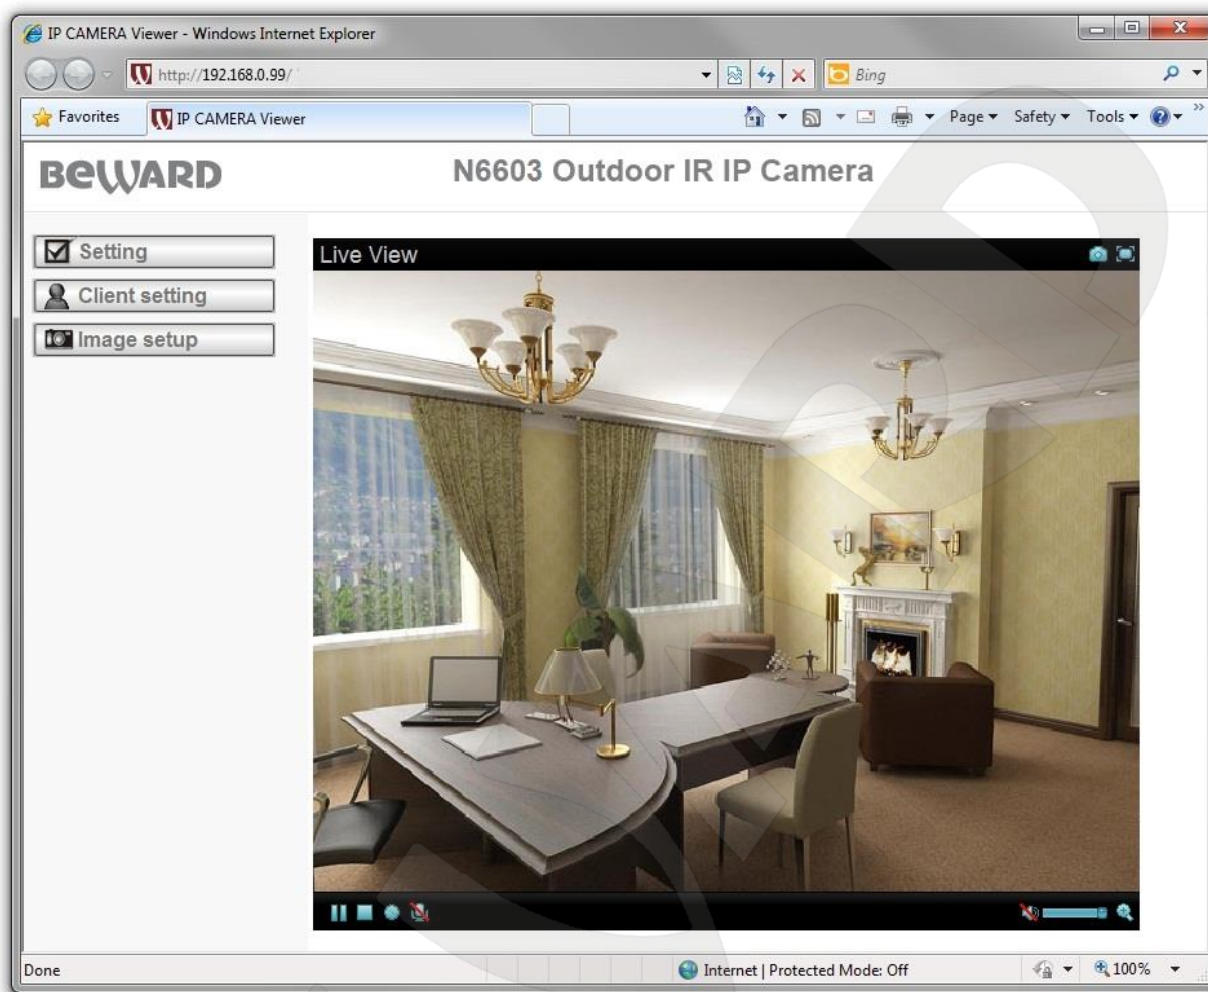 IP CAMERA Viewer - Windows Internet Explorer
http://192.168.0.99/
Bing
Favorites
IP CAMERA Viewer
Page
Safety
Tools
BEWARD
N6603 Outdoor IR IP Camera
Setting
Client setting
Image setup
Live View
Done
Internet | Protected Mode: Off
100%